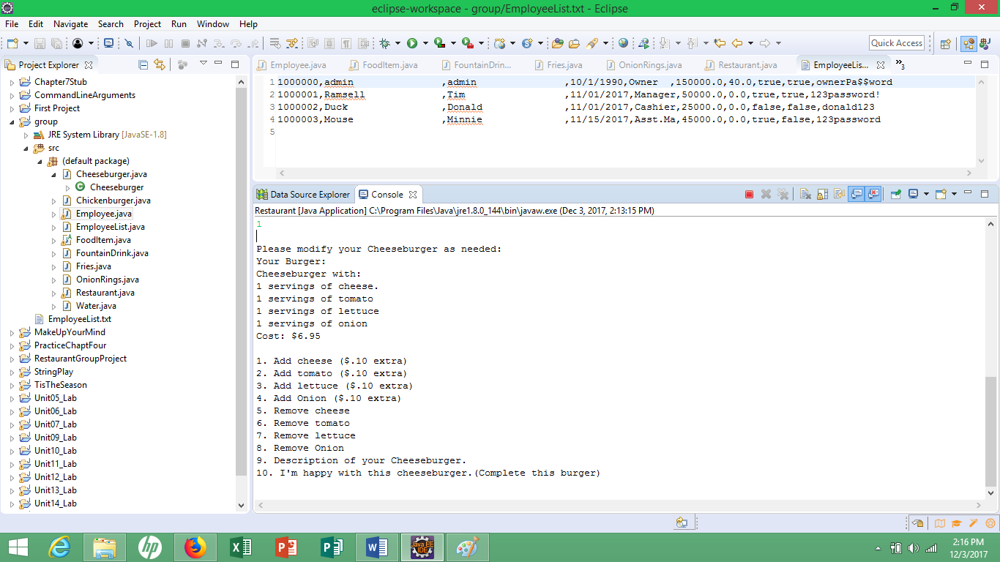 eclipse-workspace - group/EmployeeList.txt - Eclipse
File Edit Navigate Search Project Run Window Help
Quick Access
Project Explorer
Chapter7Stub
CommandLineArguments
First Project
group
JRE System Library [JavaSE-1.8]
src
(default package)
Cheeseburger.java
Cheeseburger
Chickenburger.java
Employee.java
EmployeeList.java
FoodItem.java
FountainDrink.java
Fries.java
OnionRings.java
Restaurant.java
Water.java
EmployeeList.txt
MakeUpYourMind
PracticeChaptFour
RestaurantGroupProject
StringPlay
TisTheSeason
Unit05_Lab
Unit06_Lab
Unit07_Lab
Unit09_Lab
Unit10_Lab
Unit11_Lab
Unit12_Lab
Unit13_Lab
Unit14_Lab
Employee.java FoodItem.java FountainDrin... Fries.java OnionRings.java Restaurant.java EmployeeLis... »3
1 1000000,admin ,admin ,10/1/1990,Owner ,150000.0,40.0,true,true,ownerPa$$word
2 1000001,Ramsell ,Tim ,11/01/2017,Manager,50000.0,0.0,true,true,123password!
3 1000002,Duck ,Donald ,11/01/2017,Cashier,25000.0,0.0,false,false,donald123
4 1000003,Mouse ,Minnie ,11/15/2017,Asst.Ma,45000.0,0.0,true,false,123password
5
Data Source Explorer Console
Restaurant [Java Application] C:\Program Files\Java\jre1.8.0_144\bin\javaw.exe (Dec 3, 2017, 2:13:15 PM)
1
Please modify your Cheeseburger as needed:
Your Burger:
Cheeseburger with:
1 servings of cheese.
1 servings of tomato
1 servings of lettuce
1 servings of onion
Cost: $6.95
1. Add cheese ($.10 extra)
2. Add tomato ($.10 extra)
3. Add lettuce ($.10 extra)
4. Add Onion ($.10 extra)
5. Remove cheese
6. Remove tomato
7. Remove lettuce
8. Remove Onion
9. Description of your Cheeseburger.
10. I'm happy with this cheeseburger.(Complete this burger)
Java EE
IDE
2:16 PM
12/3/2017